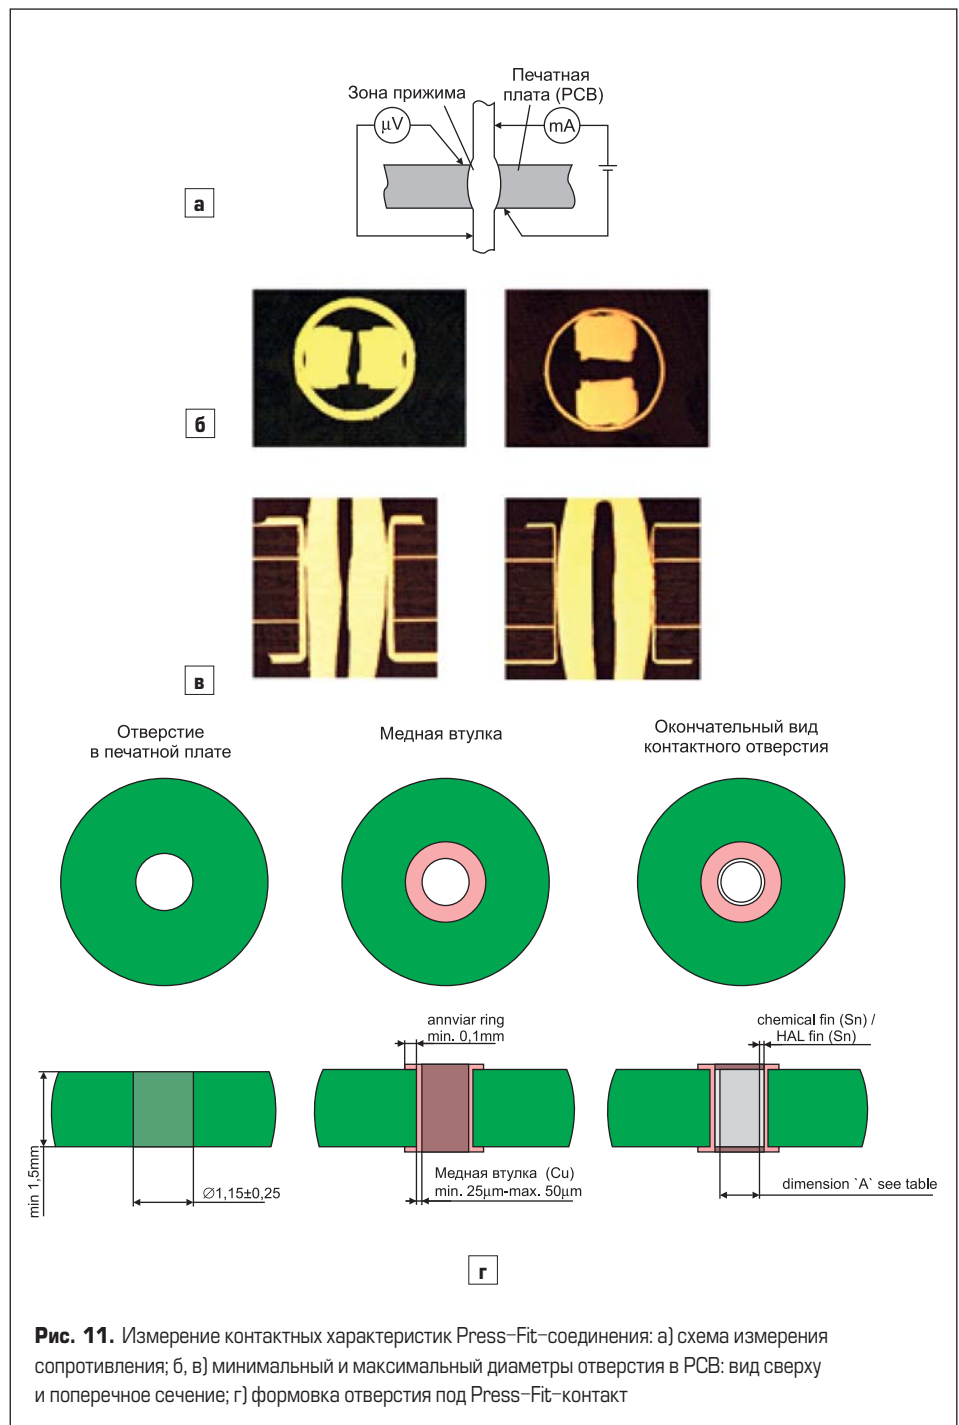 Печатная
плата (PCB)
Зона прижима
µV
mA
а
б
в
Отверстие
в печатной плате
Медная втулка
Окончательный вид
контактного отверстия
annviar ring
min. 0,1mm
chemical fin (Sn) /
HAL fin (Sn)
min 1,5mm
∅1,15±0,25
Медная втулка (Cu)
min. 25µm-max. 50µm
dimension `A` see table
г
Рис. 11. Измерение контактных характеристик Press-Fit-соединения: а) схема измерения
сопротивления; б, в) минимальный и максимальный диаметры отверстия в PCB: вид сверху
и поперечное сечение; г) формовка отверстия под Press-Fit-контакт